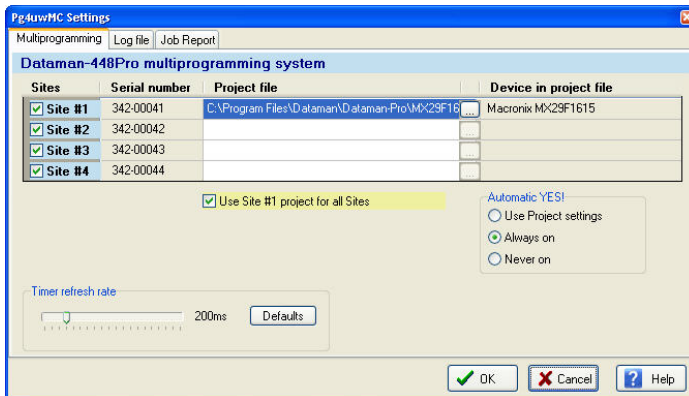 Pg4uwMC Settings
Multiprogramming Log file Job Report
Dataman-448Pro multiprogramming system
Sites Serial number Project file Device in project file
Site #1 342-00041 C:\Program Files\Dataman\Dataman-Pro\MX29F16 ... Macronix MX29F1615
Site #2 342-00042 ...
Site #3 342-00043 ...
Site #4 342-00044 ...
Use Site #1 project for all Sites
Automatic YES!
Use Project settings
Always on
Never on
Timer refresh rate
200ms Defaults
OK Cancel ? Help